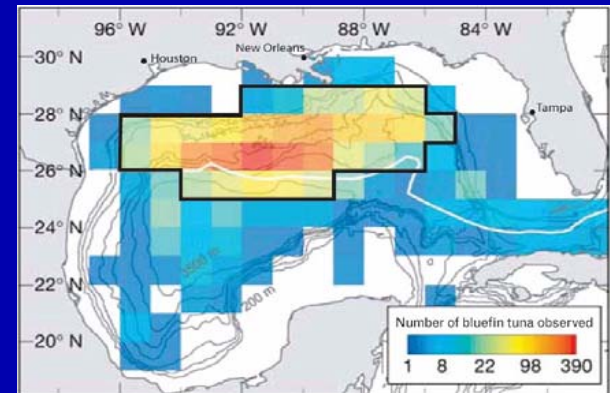 96° W 92° W 88° W 84° W
New Orleans
30° N
Houston
28° N
Tampa
26° N
24° N
3000 m
22° N
200 m
20° N
Number of bluefin tuna observed
1 8 22 98 390